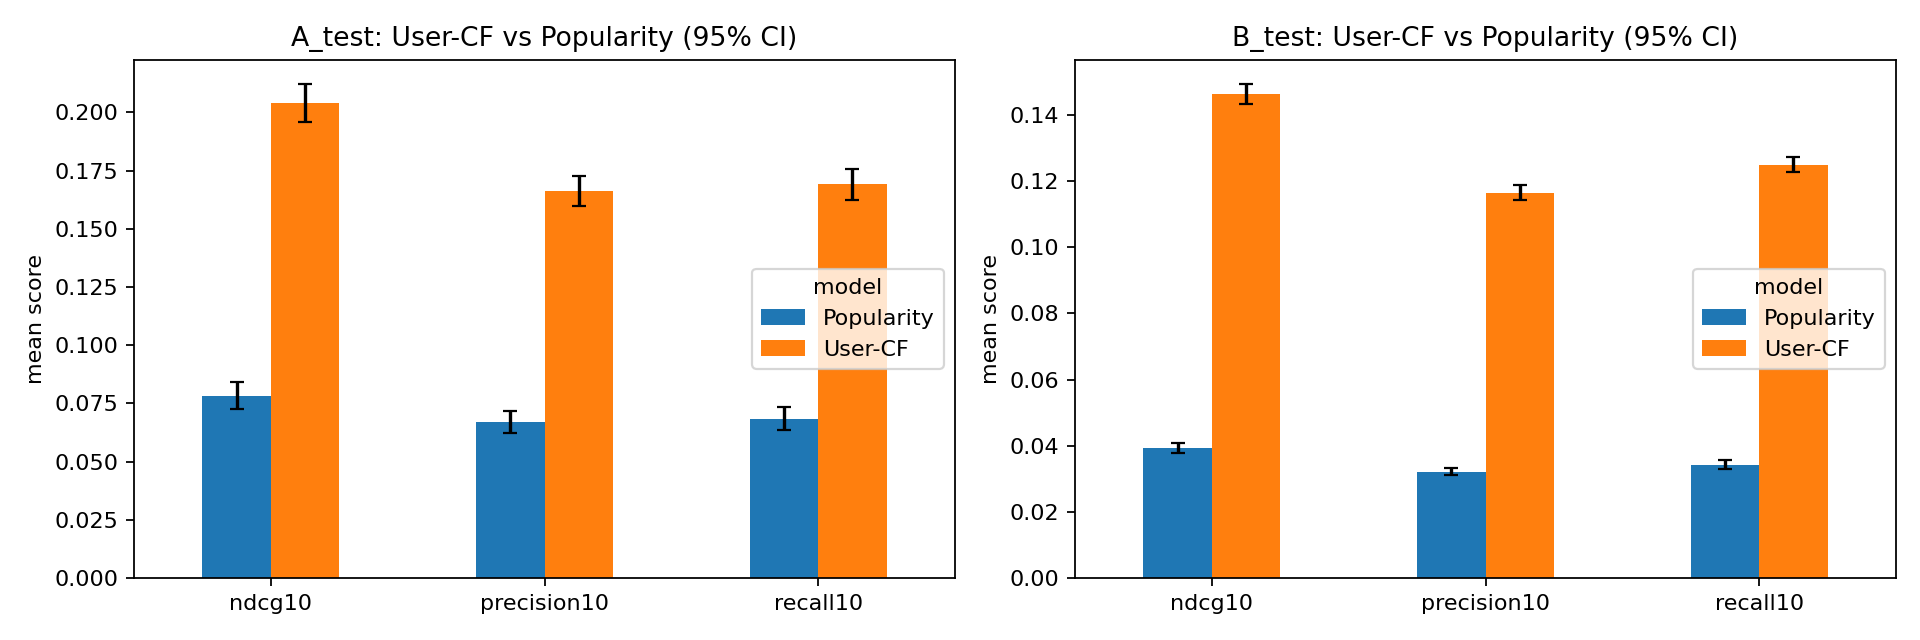 A_test: User-CF vs Popularity (95% CI)
mean score
0.200
0.175
0.150
0.125
0.100
0.075
0.050
0.025
0.000
model
Popularity
User-CF
ndcg10
precision10
recall10
B_test: User-CF vs Popularity (95% CI)
mean score
0.14
0.12
0.10
0.08
0.06
0.04
0.02
0.00
model
Popularity
User-CF
ndcg10
precision10
recall10